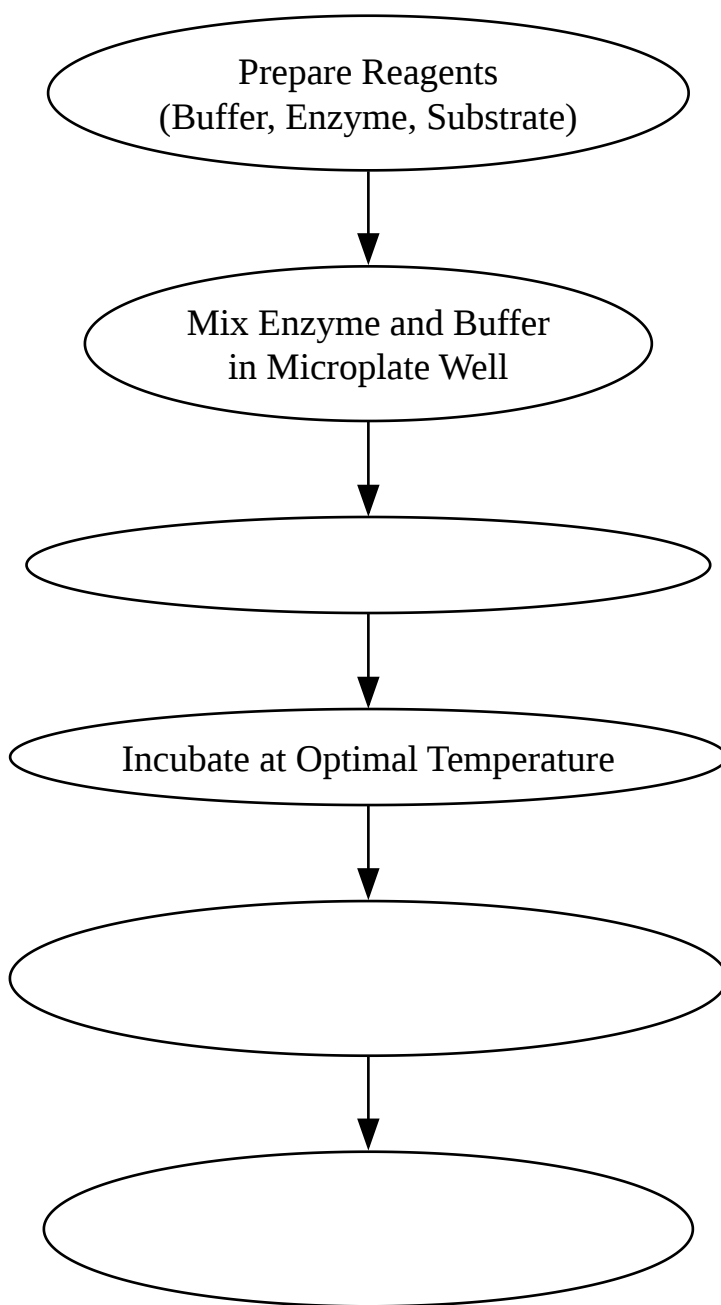 Prepare Reagents
(Buffer, Enzyme, Substrate)
Mix Enzyme and Buffer
in Microplate Well
Incubate at Optimal Temperature